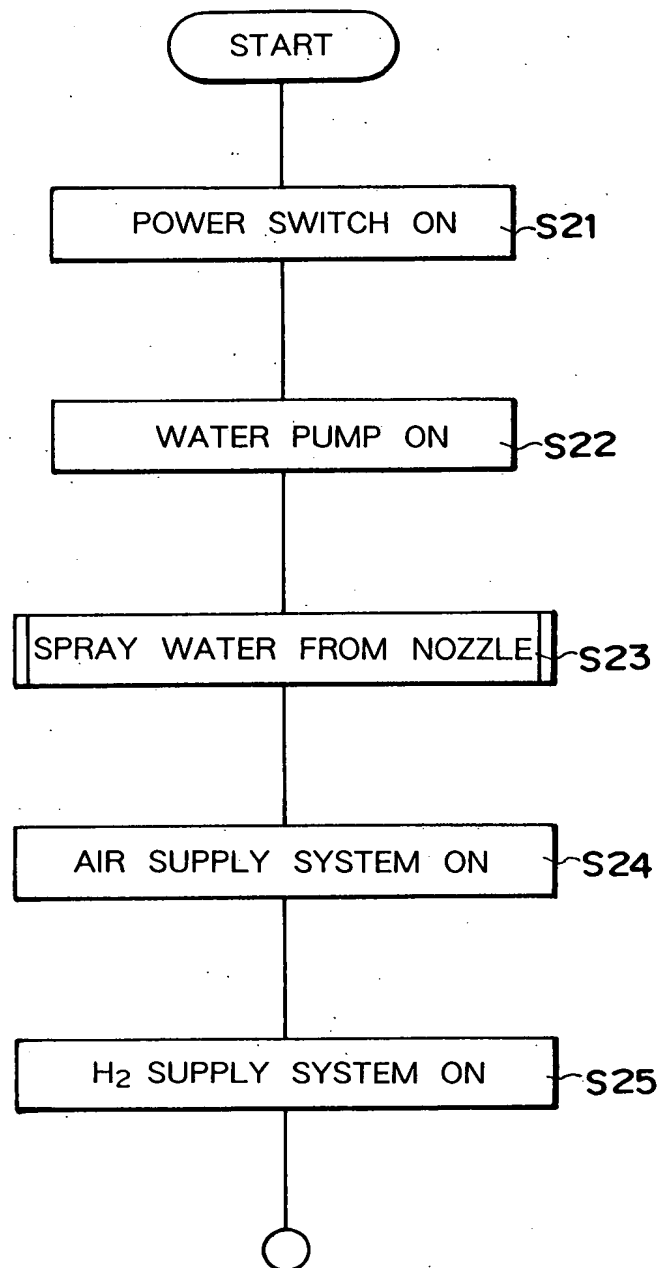 START
POWER SWITCH ON S21
WATER PUMP ON S22
SPRAY WATER FROM NOZZLE S23
AIR SUPPLY SYSTEM ON S24
H2 SUPPLY SYSTEM ON S25